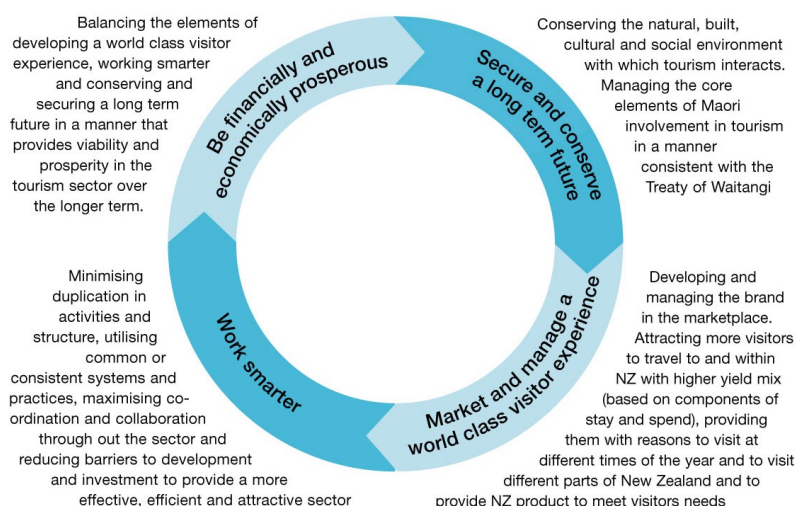 Balancing the elements of
developing a world class visitor
experience, working smarter
and conserving and
securing a long term
future in a manner that
provides viability and
prosperity in the
tourism sector over
the longer term.
Be financially and
economically prosperous
Secure and conserve
a long term future
Conserving the natural, built,
cultural and social environment
with which tourism interacts.
Managing the core
elements of Maori
involvement in tourism
in a manner
consistent with the
Treaty of Waitangi
Minimising
duplication in
activities and
structure, utilising
common or
consistent systems and
practices, maximising co-
ordination and collaboration
through out the sector and
reducing barriers to development
and investment to provide a more
effective, efficient and attractive sector
Work smarter
Market and manage a
world class visitor experience
Developing and
managing the brand
in the marketplace.
Attracting more visitors
to travel to and within
NZ with higher yield mix
(based on components of
stay and spend), providing
them with reasons to visit at
different times of the year and to visit
different parts of New Zealand and to
provide NZ product to meet visitors needs